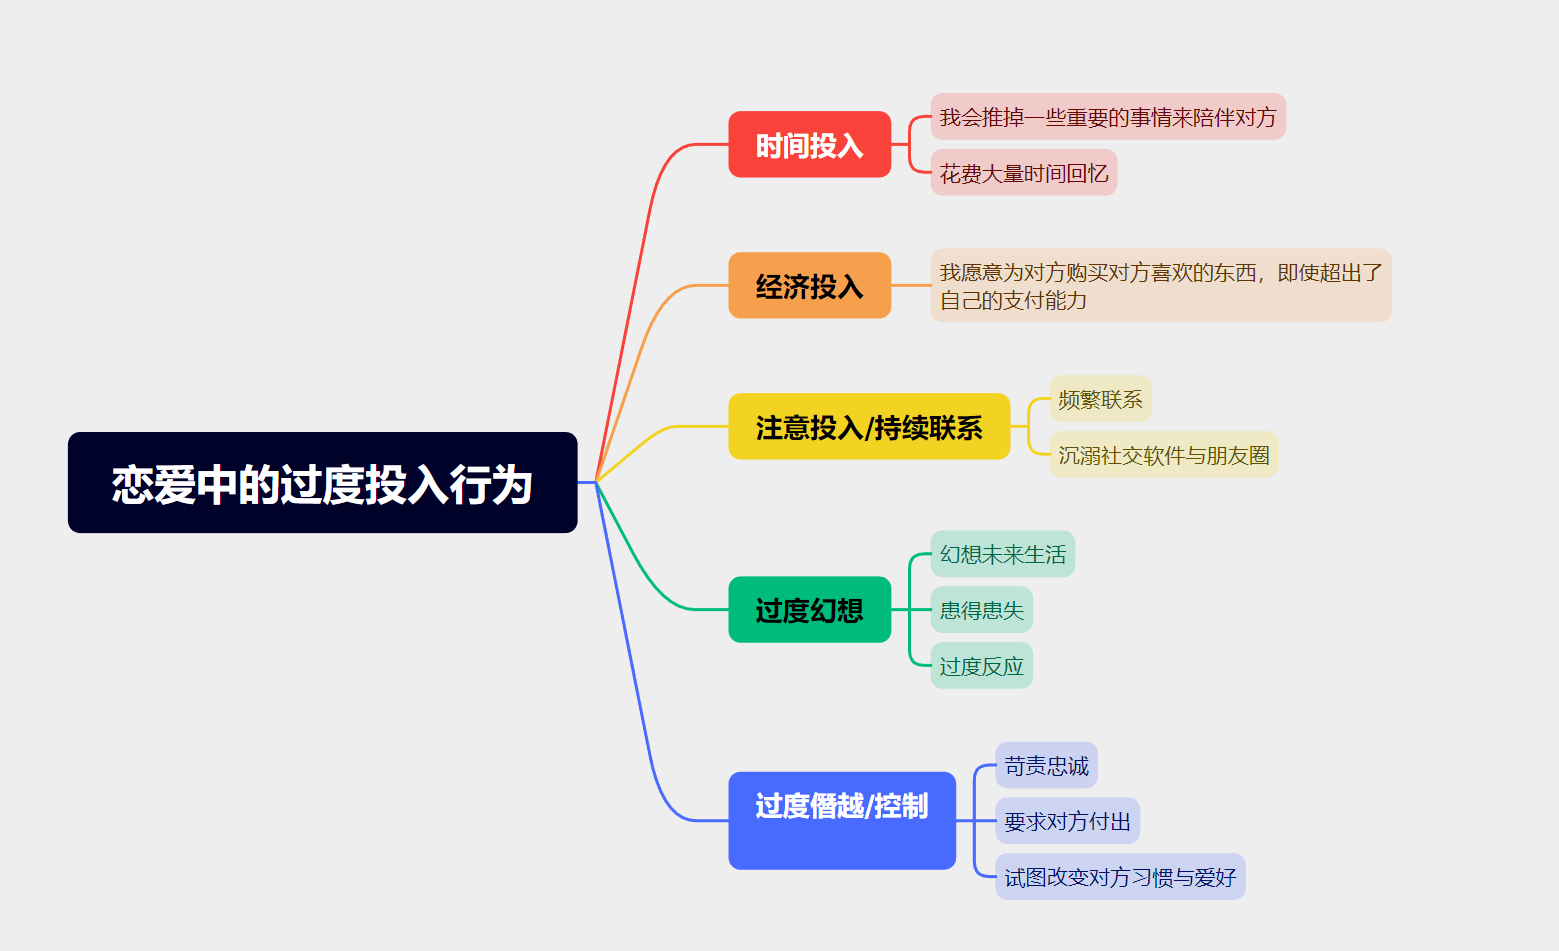 恋爱中的过度投入行为
时间投入
我会推掉一些重要的事情来陪伴对方
花费大量时间回忆
经济投入
我愿意为对方购买对方喜欢的东西，即使超出了
自己的支付能力
注意投入/持续联系
频繁联系
沉溺社交软件与朋友圈
过度幻想
幻想未来生活
患得患失
过度反应
过度僭越/控制
苛责忠诚
要求对方付出
试图改变对方习惯与爱好